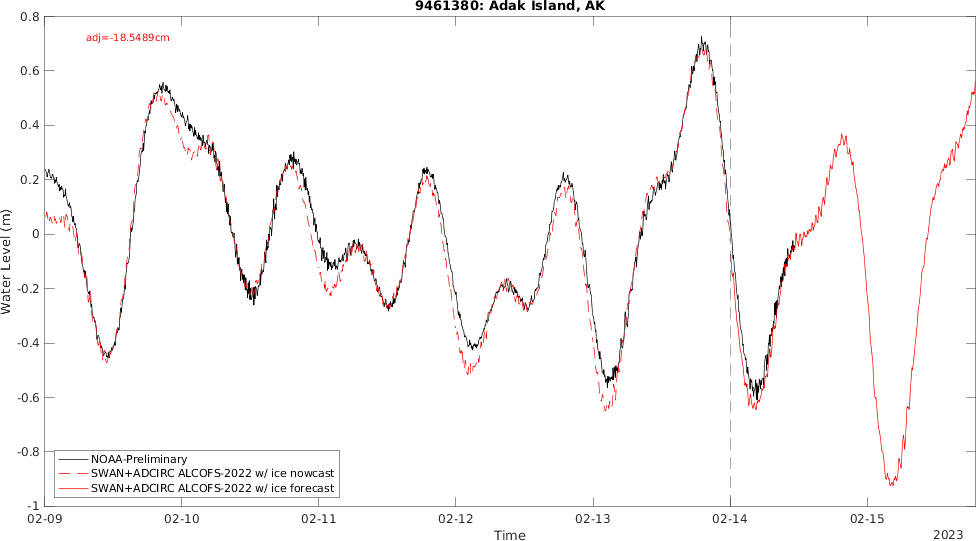 9461380: Adak Island, AK
adj=-18.5489cm
0.8
0.6
0.4
0.2
0
-0.2
-0.4
-0.6
-0.8
-1
Water Level (m)
NOAA-Preliminary
SWAN+ADCIRC ALCOFS-2022 w/ ice nowcast
SWAN+ADCIRC ALCOFS-2022 w/ ice forecast
02-09 02-10 02-11 02-12 02-13 02-14 02-15
Time
2023